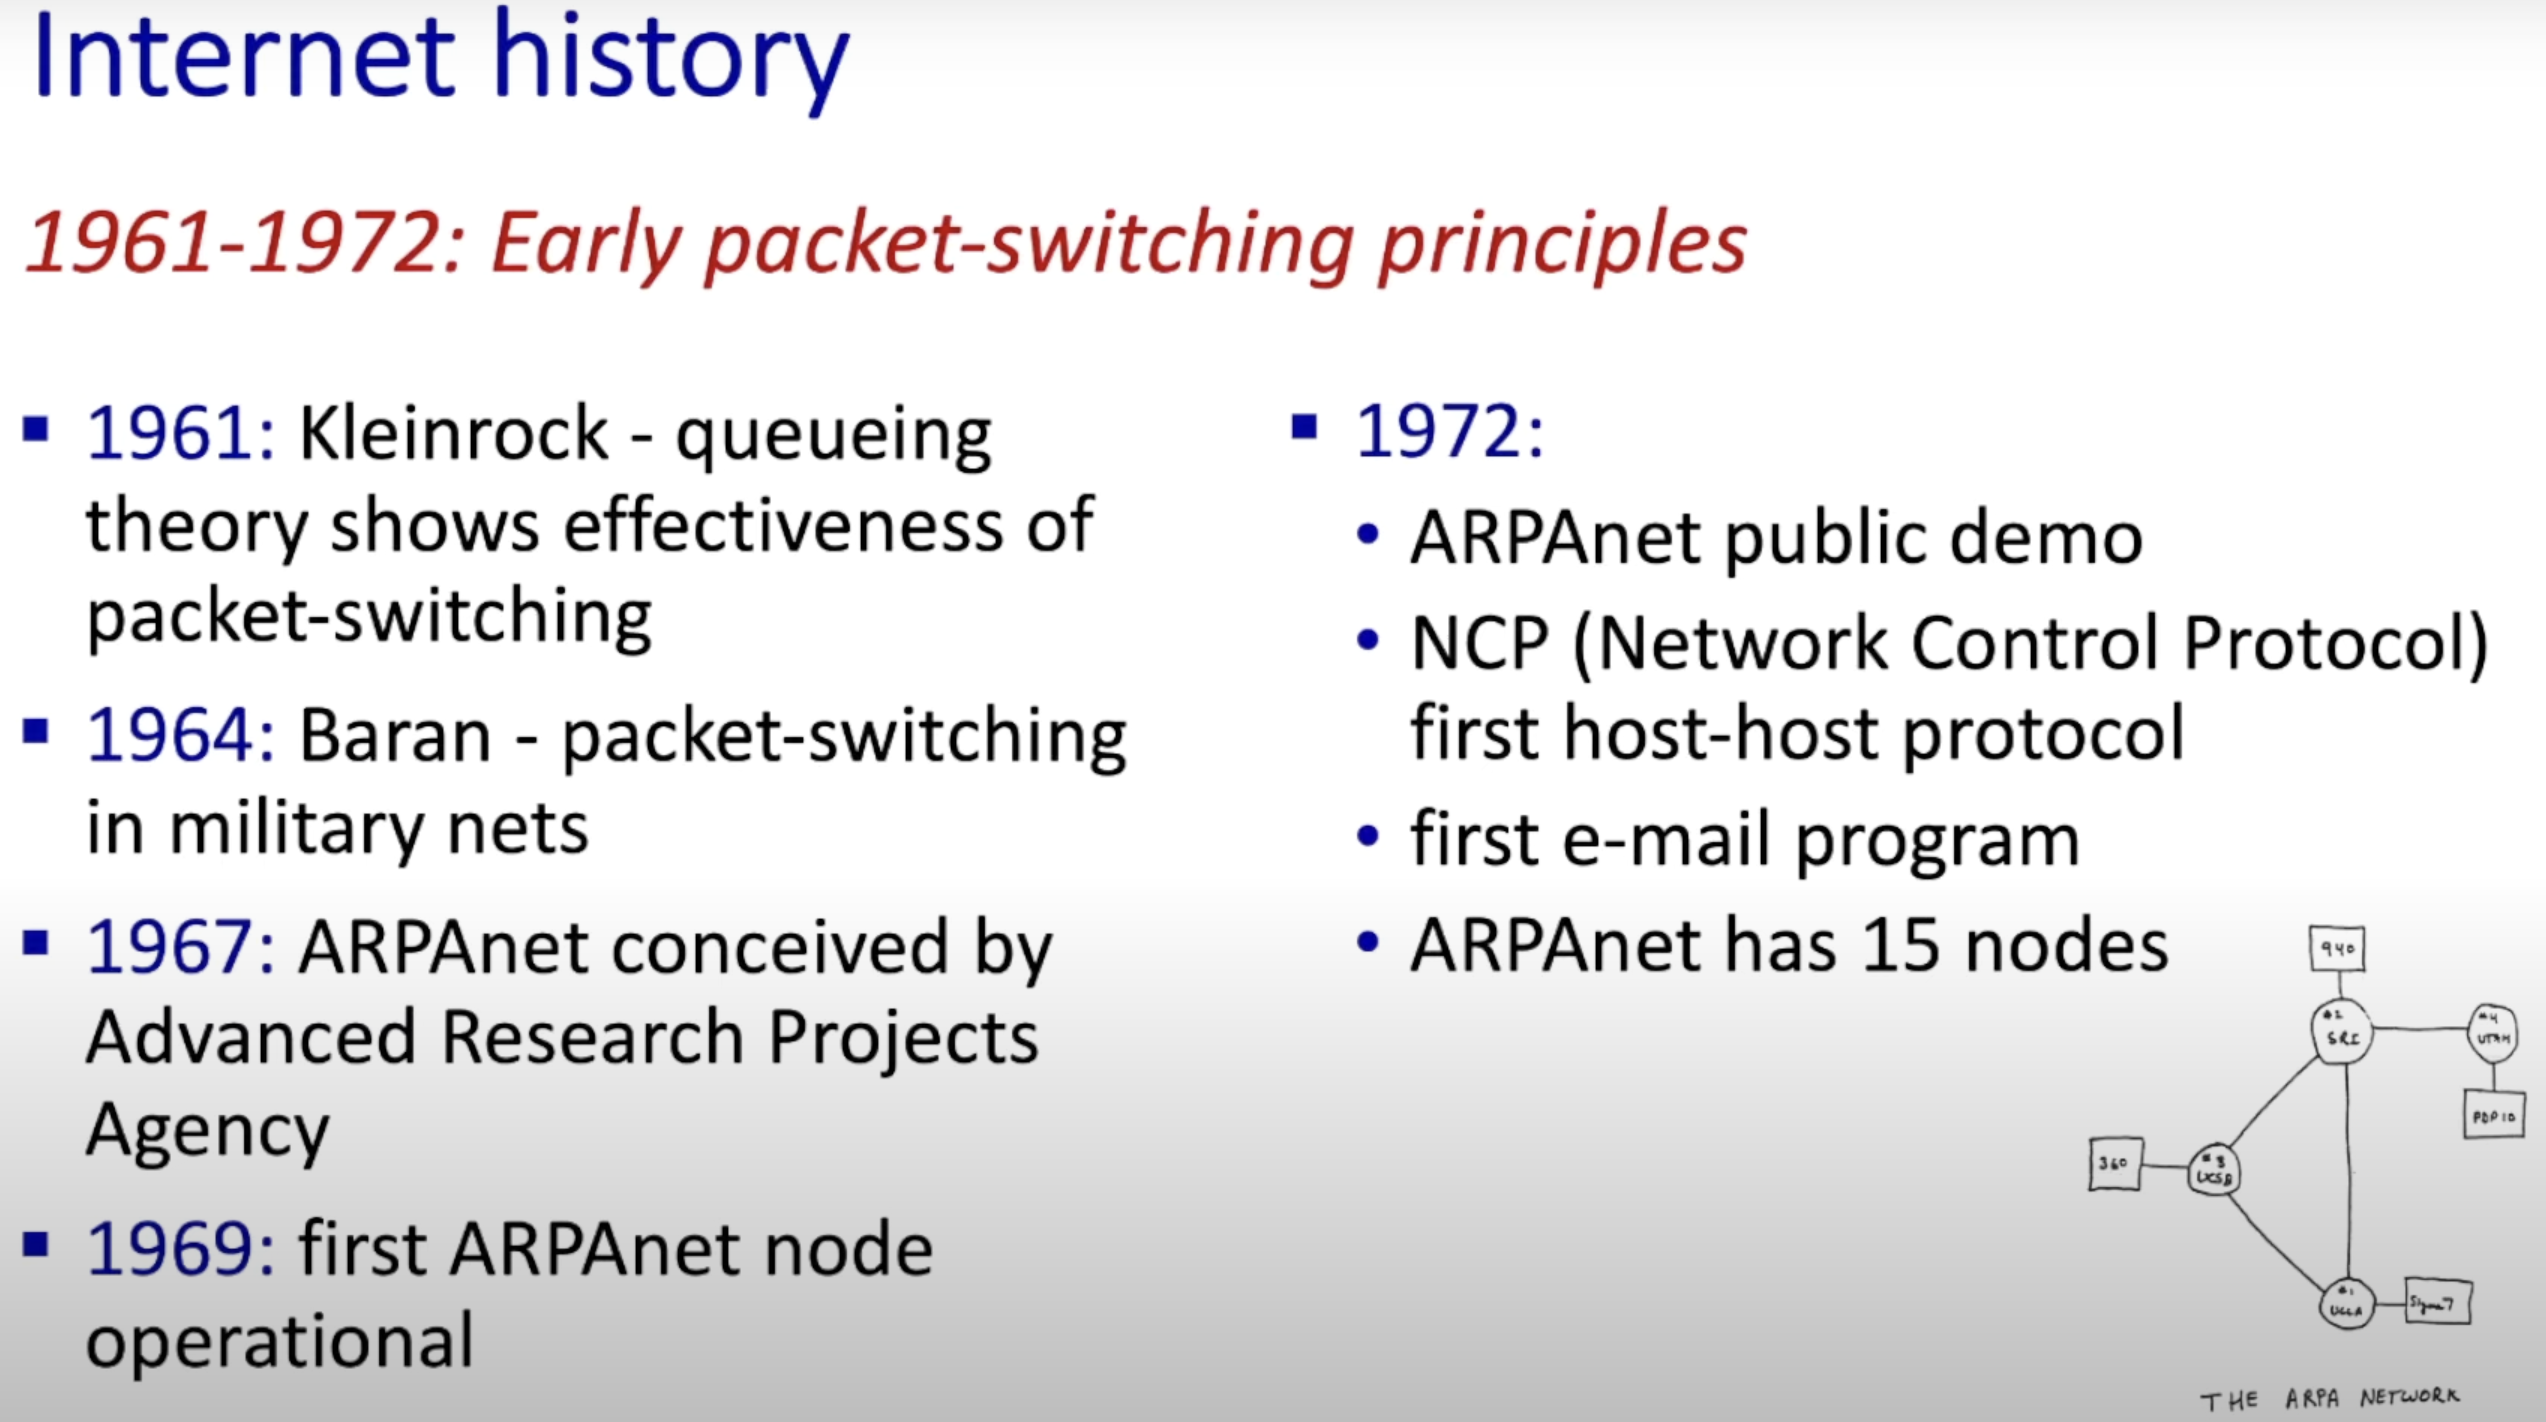 Internet history
1961-1972: Early packet-switching principles
▪ 1961: Kleinrock - queueing
theory shows effectiveness of
packet-switching
▪ 1964: Baran - packet-switching
in military nets
▪ 1967: ARPAnet conceived by
Advanced Research Projects
Agency
▪ 1969: first ARPAnet node
operational
▪ 1972:
• ARPAnet public demo
• NCP (Network Control Protocol)
first host-host protocol
• first e-mail program
• ARPAnet has 15 nodes
940
#2
SRI
#4
UTAH
PDP 10
360
#3
UCSB
#1
UCLA
Sigma 7
THE ARPA NETWORK